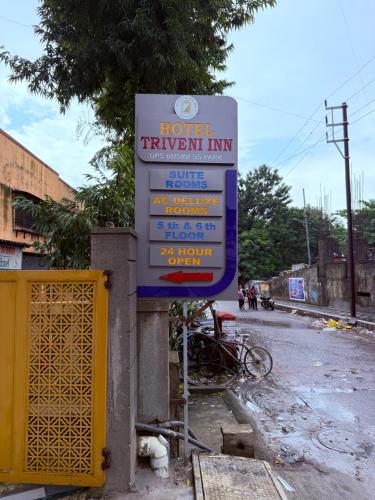 HOTEL
TRIVENI INN
GPS BUSINESS PARK
SUITE
ROOMS
AC DELUXE
ROOMS
5 th & 6 th
FLOOR
24 HOUR
OPEN